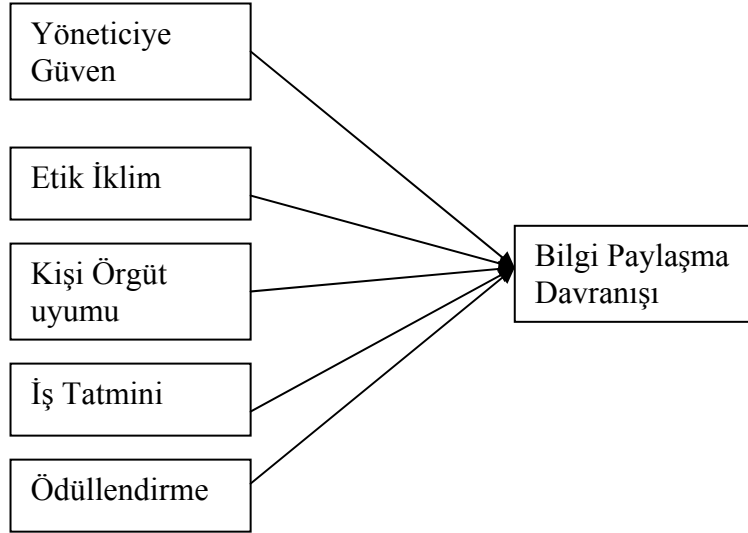 Yöneticiye
Güven
Etik İklim
Kişi Örgüt
uyumu
İş Tatmini
Ödüllendirme
Bilgi Paylaşma
Davranışı